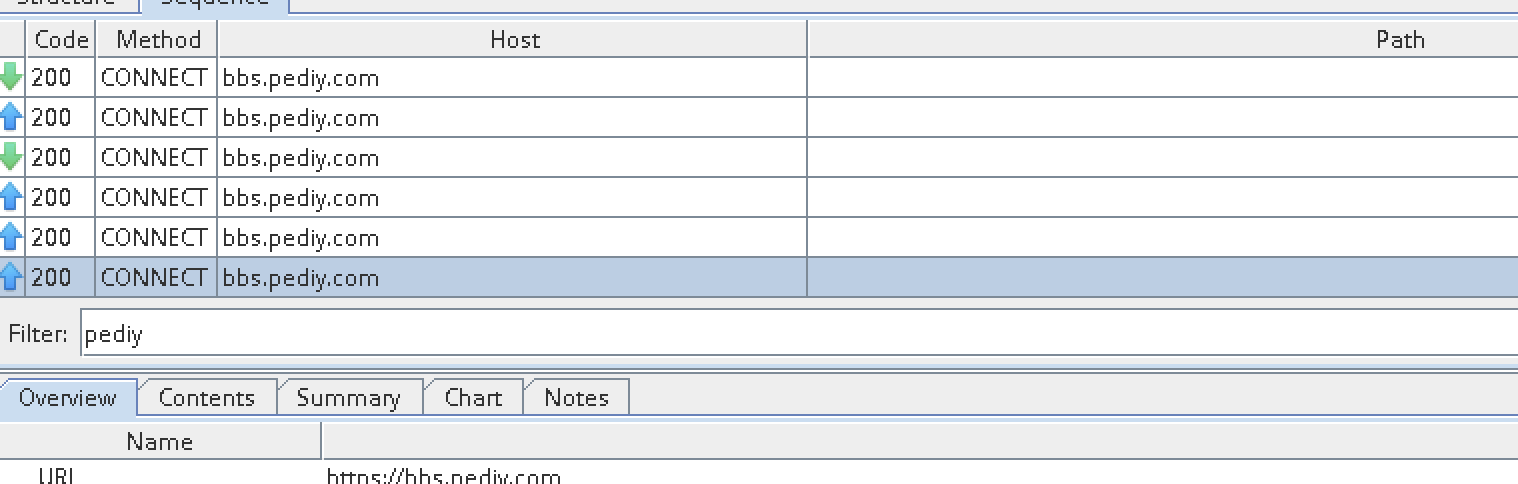 Structure Sequence
Code Method Host Path
200 CONNECT bbs.pediy.com
200 CONNECT bbs.pediy.com
200 CONNECT bbs.pediy.com
200 CONNECT bbs.pediy.com
200 CONNECT bbs.pediy.com
200 CONNECT bbs.pediy.com
Filter: pediy
Overview Contents Summary Chart Notes
Name
URL https://bbs.pediy.com